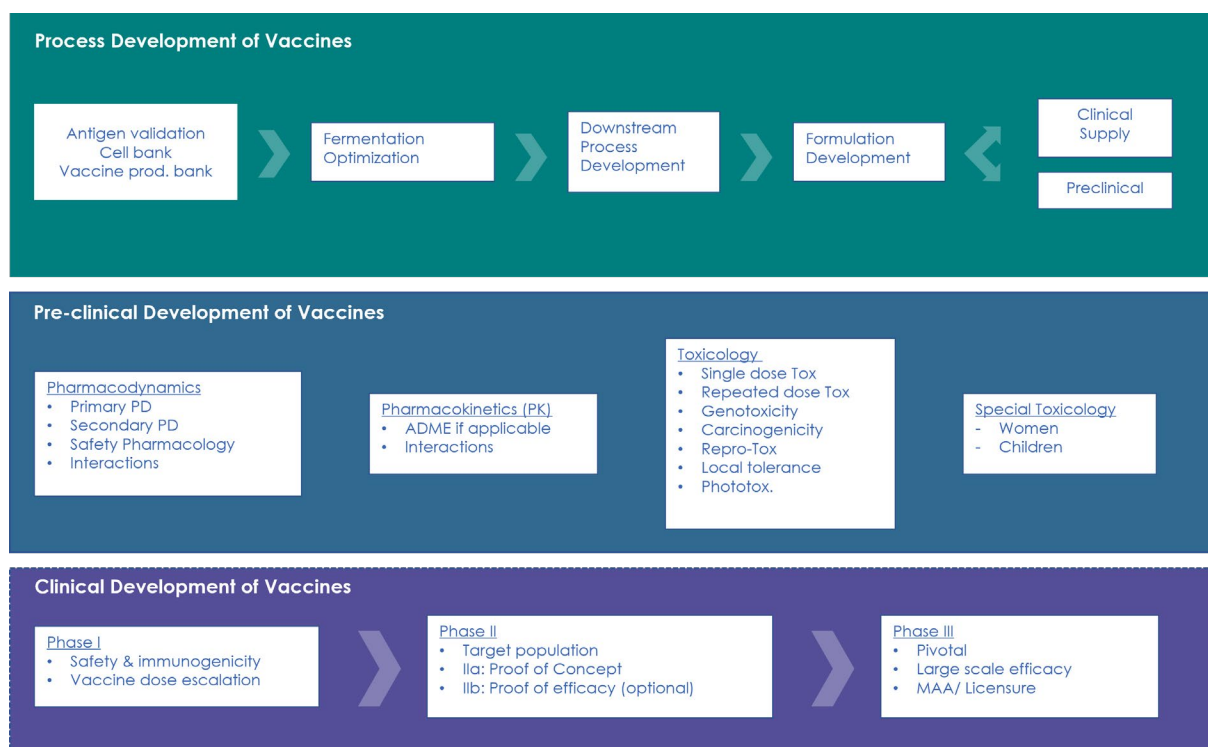 Process Development of Vaccines
Antigen validation
Cell bank
Vaccine prod. bank
Fermentation
Optimization
Downstream
Process
Development
Formulation
Development
Clinical
Supply
Preclinical
Pre-clinical Development of Vaccines
Pharmacodynamics
• Primary PD
• Secondary PD
• Safety Pharmacology
• Interactions
Pharmacokinetics (PK)
• ADME if applicable
• Interactions
Toxicology
• Single dose Tox
• Repeated dose Tox
• Genotoxicity
• Carcinogenicity
• Repro-Tox
• Local tolerance
• Phototox.
Special Toxicology
- Women
- Children
Clinical Development of Vaccines
Phase I
• Safety & immunogenicity
• Vaccine dose escalation
Phase II
• Target population
• IIa: Proof of Concept
• IIb: Proof of efficacy (optional)
Phase III
• Pivotal
• Large scale efficacy
• MAA/ Licensure